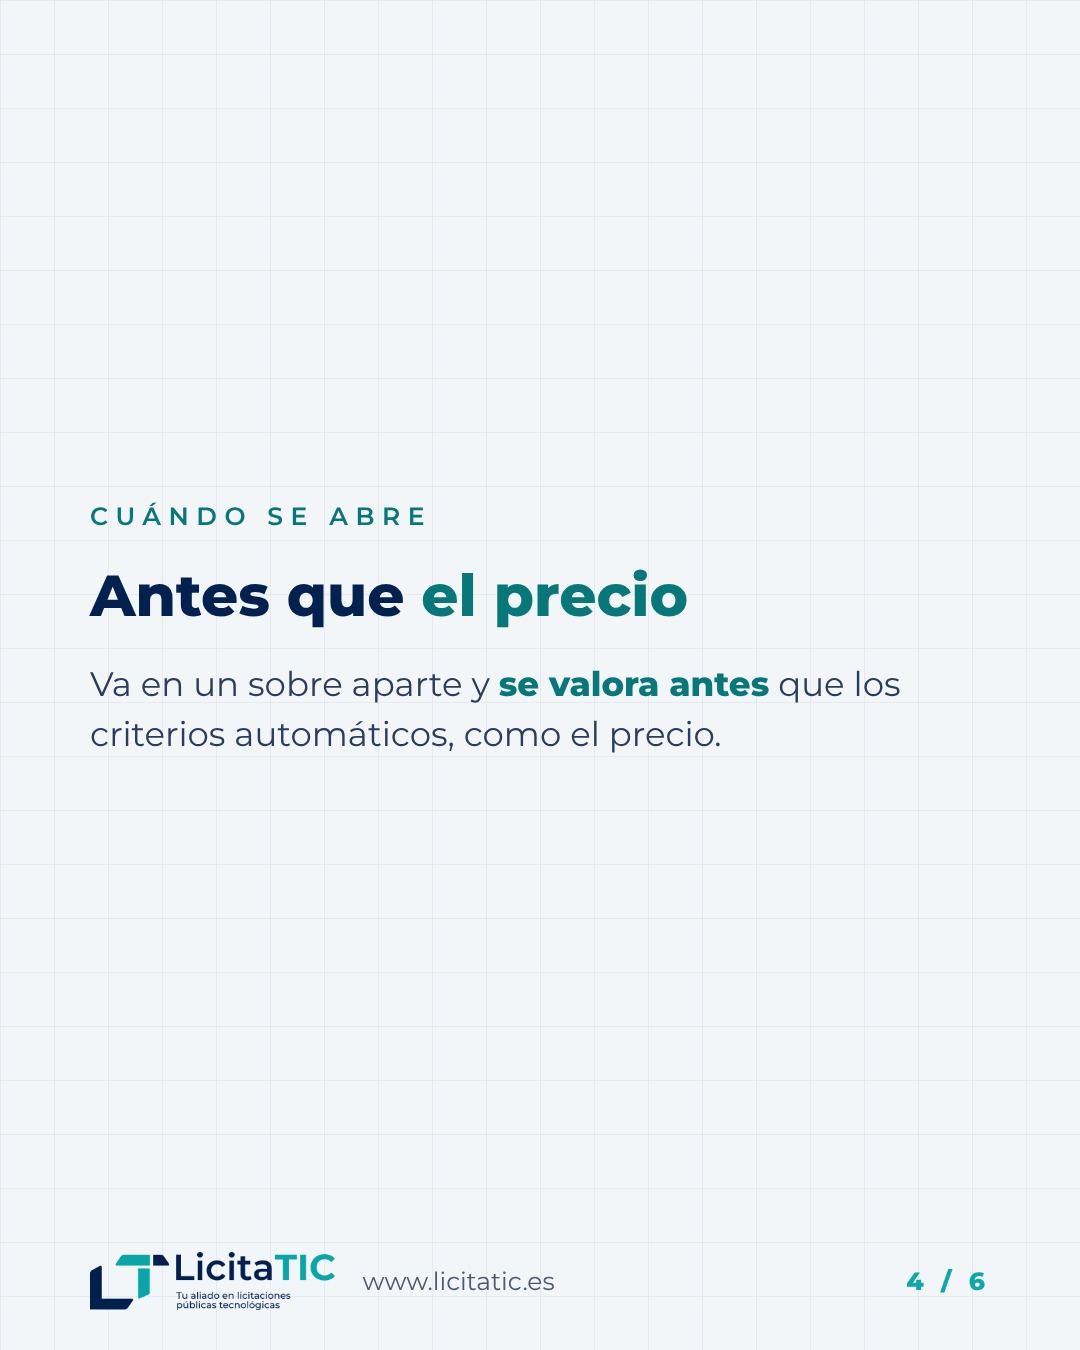 CUÁNDO SE ABRE
Antes que el precio
Va en un sobre aparte y se valora antes que los
criterios automáticos, como el precio.
LicitaTIC
Tu aliado en licitaciones
públicas tecnológicas
www.licitatic.es
4 / 6